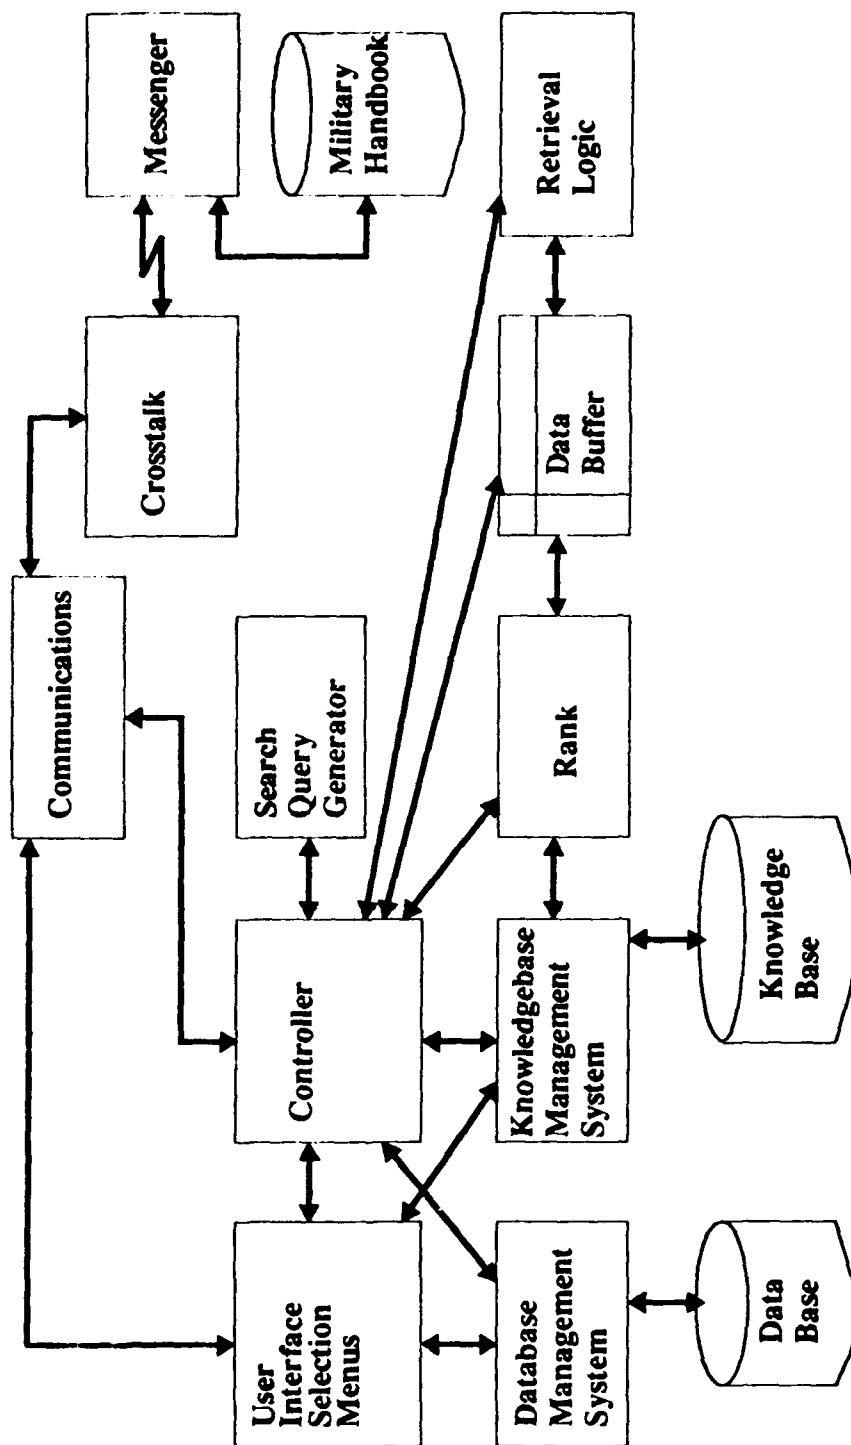 Communications
Crosstalk
Messenger
User
Interface
Selection
Menus
Controller
Search
Query
Generator
Military
Handbook
Database
Management
System
Knowledgebase
Management
System
Rank
Data
Buffer
Retrieval
Logic
Data
Base
Knowledge
Base